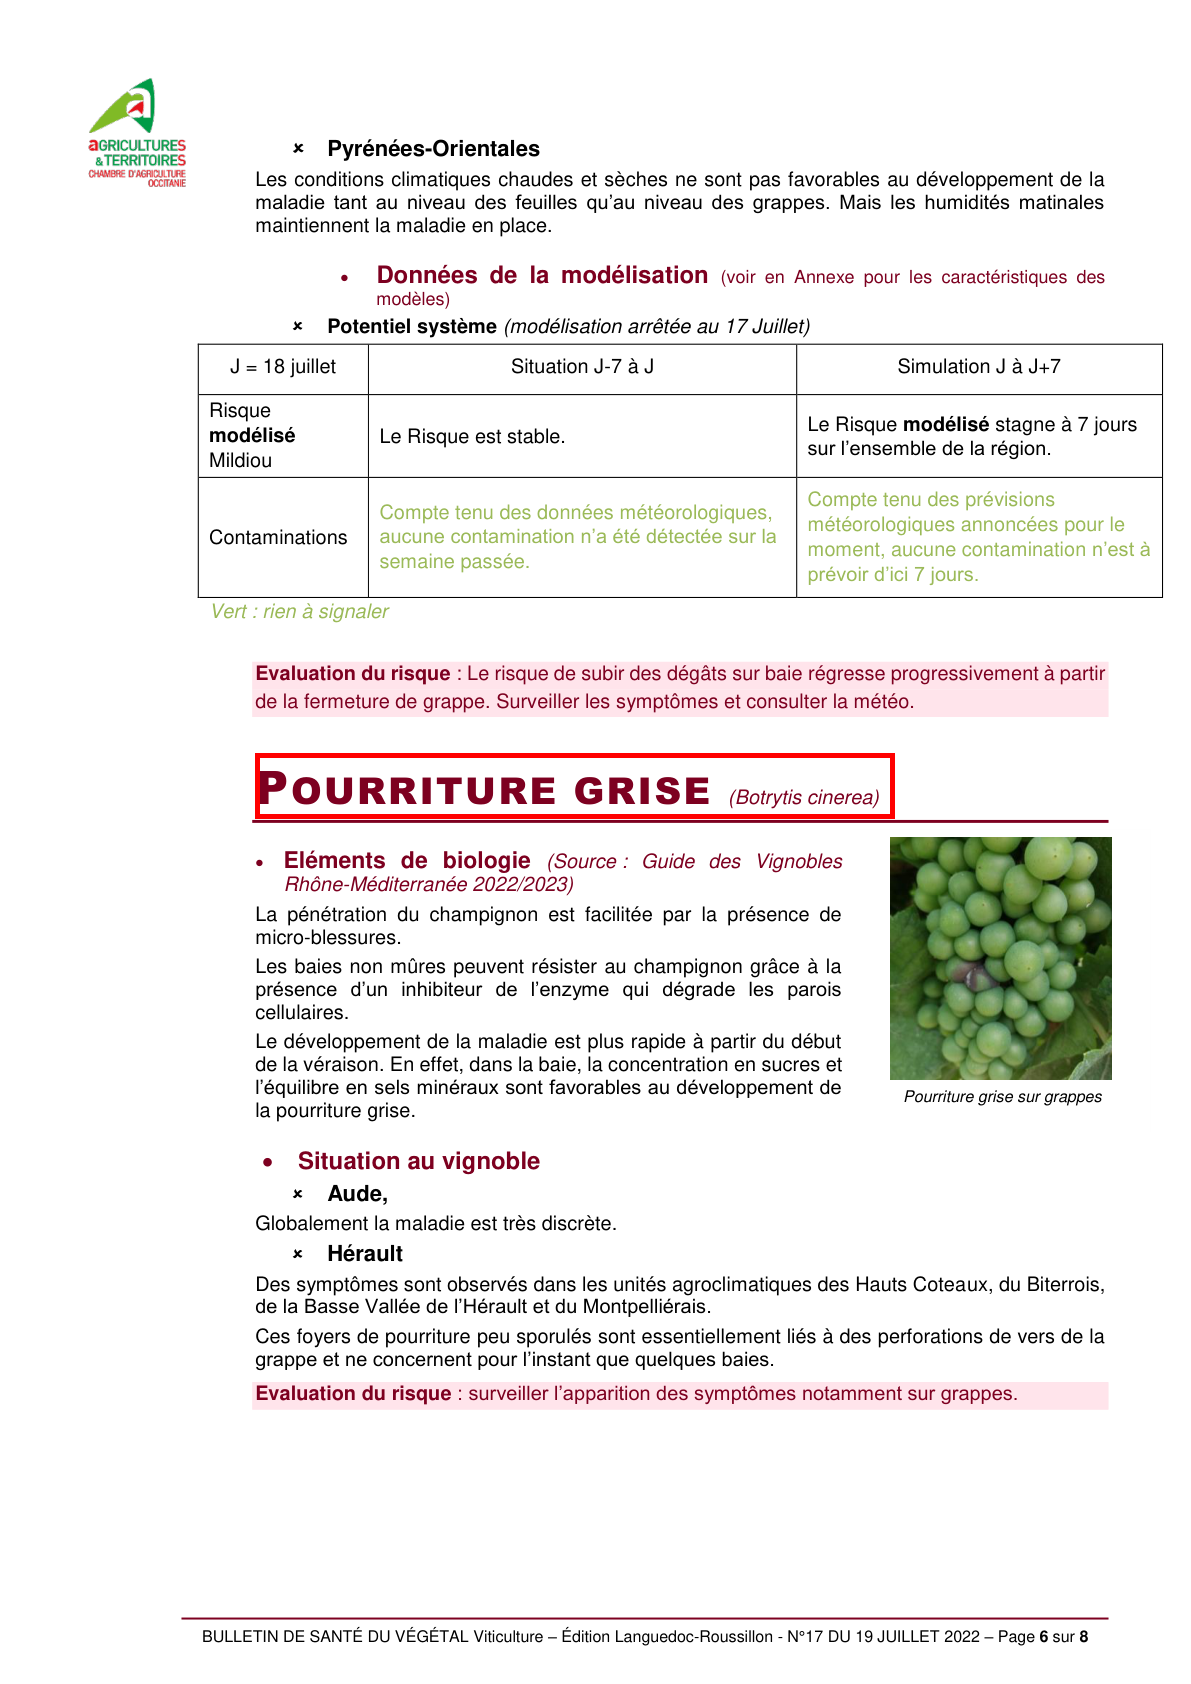 aGRICULTURES
&TERRITOIRES
CHAMBRE D'AGRICULTURE
OCCITANIE
Pyrénées-Orientales
Les conditions climatiques chaudes et sèches ne sont pas favorables au développement de la
maladie tant au niveau des feuilles qu'au niveau des grappes. Mais les humidités matinales
maintiennent la maladie en place.
• Données de la modélisation (voir en Annexe pour les caractéristiques des
modèles)
Potentiel système (modélisation arrêtée au 17 Juillet)
J = 18 juillet
Situation J-7 à J
Simulation J à J+7
Risque
modélisé
Mildiou
Le Risque est stable.
Le Risque modélisé stagne à 7 jours
sur l'ensemble de la région.
Contaminations
Compte tenu des données météorologiques,
aucune contamination n'a été détectée sur la
semaine passée.
Compte tenu des prévisions
météorologiques annoncées pour le
moment, aucune contamination n'est à
prévoir d'ici 7 jours.
Vert : rien à signaler
Evaluation du risque : Le risque de subir des dégâts sur baie régresse progressivement à partir
de la fermeture de grappe. Surveiller les symptômes et consulter la météo.
POURRITURE GRISE (Botrytis cinerea)
• Eléments de biologie (Source : Guide des Vignobles
Rhône-Méditerranée 2022/2023)
La pénétration du champignon est facilitée par la présence de
micro-blessures.
Les baies non mûres peuvent résister au champignon grâce à la
présence d'un inhibiteur de l'enzyme qui dégrade les parois
cellulaires.
Le développement de la maladie est plus rapide à partir du début
de la véraison. En effet, dans la baie, la concentration en sucres et
l'équilibre en sels minéraux sont favorables au développement de
la pourriture grise.
Pourriture grise sur grappes
• Situation au vignoble
Aude,
Globalement la maladie est très discrète.
Hérault
Des symptômes sont observés dans les unités agroclimatiques des Hauts Coteaux, du Biterrois,
de la Basse Vallée de l'Hérault et du Montpelliérais.
Ces foyers de pourriture peu sporulés sont essentiellement liés à des perforations de vers de la
grappe et ne concernent pour l'instant que quelques baies.
Evaluation du risque : surveiller l'apparition des symptômes notamment sur grappes.
BULLETIN DE SANTÉ DU VÉGÉTAL Viticulture – Édition Languedoc-Roussillon - N°17 DU 19 JUILLET 2022 – Page 6 sur 8